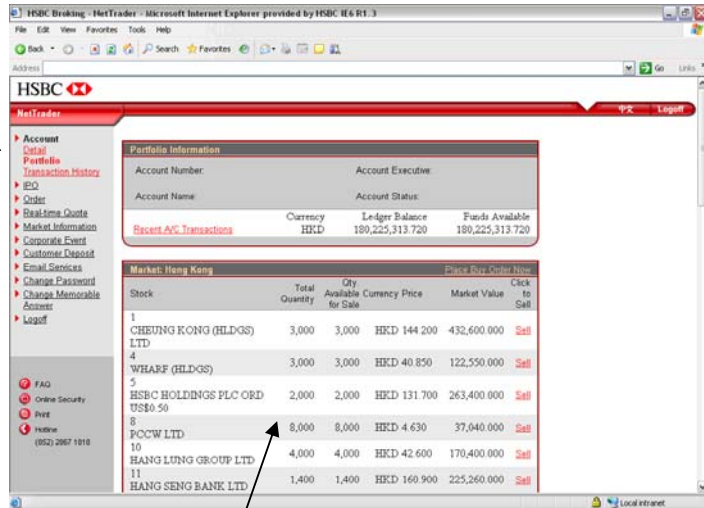 HSBC Broking - NetTrader - Microsoft Internet Explorer provided by HSBC IE6 R1.3
File Edit View Favorites Tools Help
Back Search Favorites
Address Go Links
HSBC
NetTrader 中文 Logoff
Account
Detail
Portfolio
Transaction History
IPO
Order
Real-time Quote
Market Information
Corporate Event
Customer Deposit
Email Services
Change Password
Change Memorable
Answer
Logoff
FAQ
Online Security
Print
Hotline
(852) 2867 1010
Portfolio Information
Account Number: Account Executive:
Account Name: Account Status:
Currency Ledger Balance Funds Available
Recent A/C Transactions HKD 180,225,313.720 180,225,313.720
Market: Hong Kong Place Buy Order Now
Stock Total Quantity Qty Available for Sale Currency Price Market Value Click to Sell
1
CHEUNG KONG (HLDGS) LTD 3,000 3,000 HKD 144.200 432,600.000 Sell
4
WHARF (HLDGS) 3,000 3,000 HKD 40.850 122,550.000 Sell
5
HSBC HOLDINGS PLC ORD US$0.50 2,000 2,000 HKD 131.700 263,400.000 Sell
8
PCCW LTD 8,000 8,000 HKD 4.630 37,040.000 Sell
10
HANG LUNG GROUP LTD 4,000 4,000 HKD 42.600 170,400.000 Sell
11
HANG SENG BANK LTD 1,400 1,400 HKD 160.900 225,260.000 Sell
Local intranet